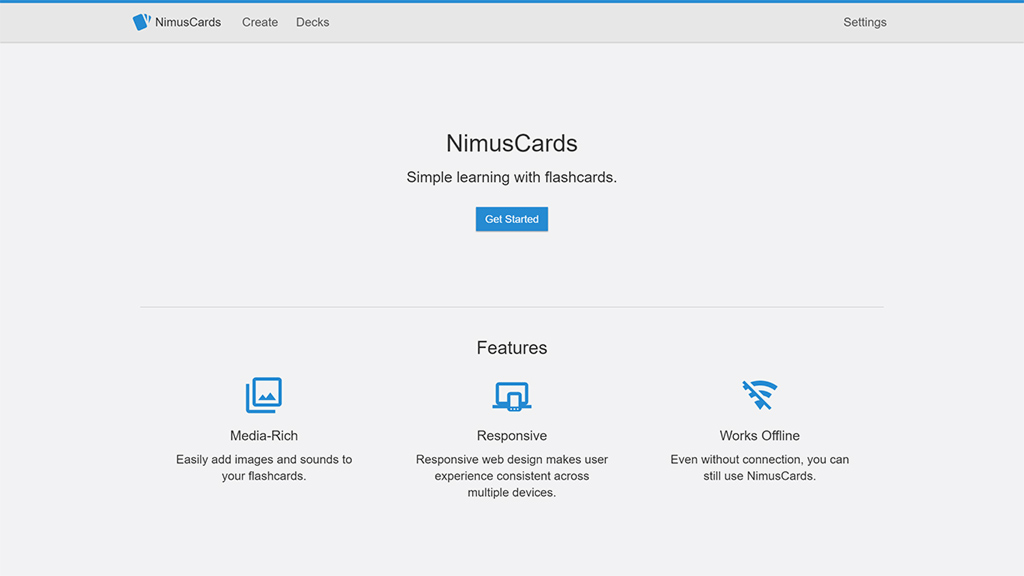 NimusCards Create Decks Settings
NimusCards
Simple learning with flashcards.
Get Started
Features
Media-Rich
Easily add images and sounds to
your flashcards.
Responsive
Responsive web design makes user
experience consistent across
multiple devices.
Works Offline
Even without connection, you can
still use NimusCards.